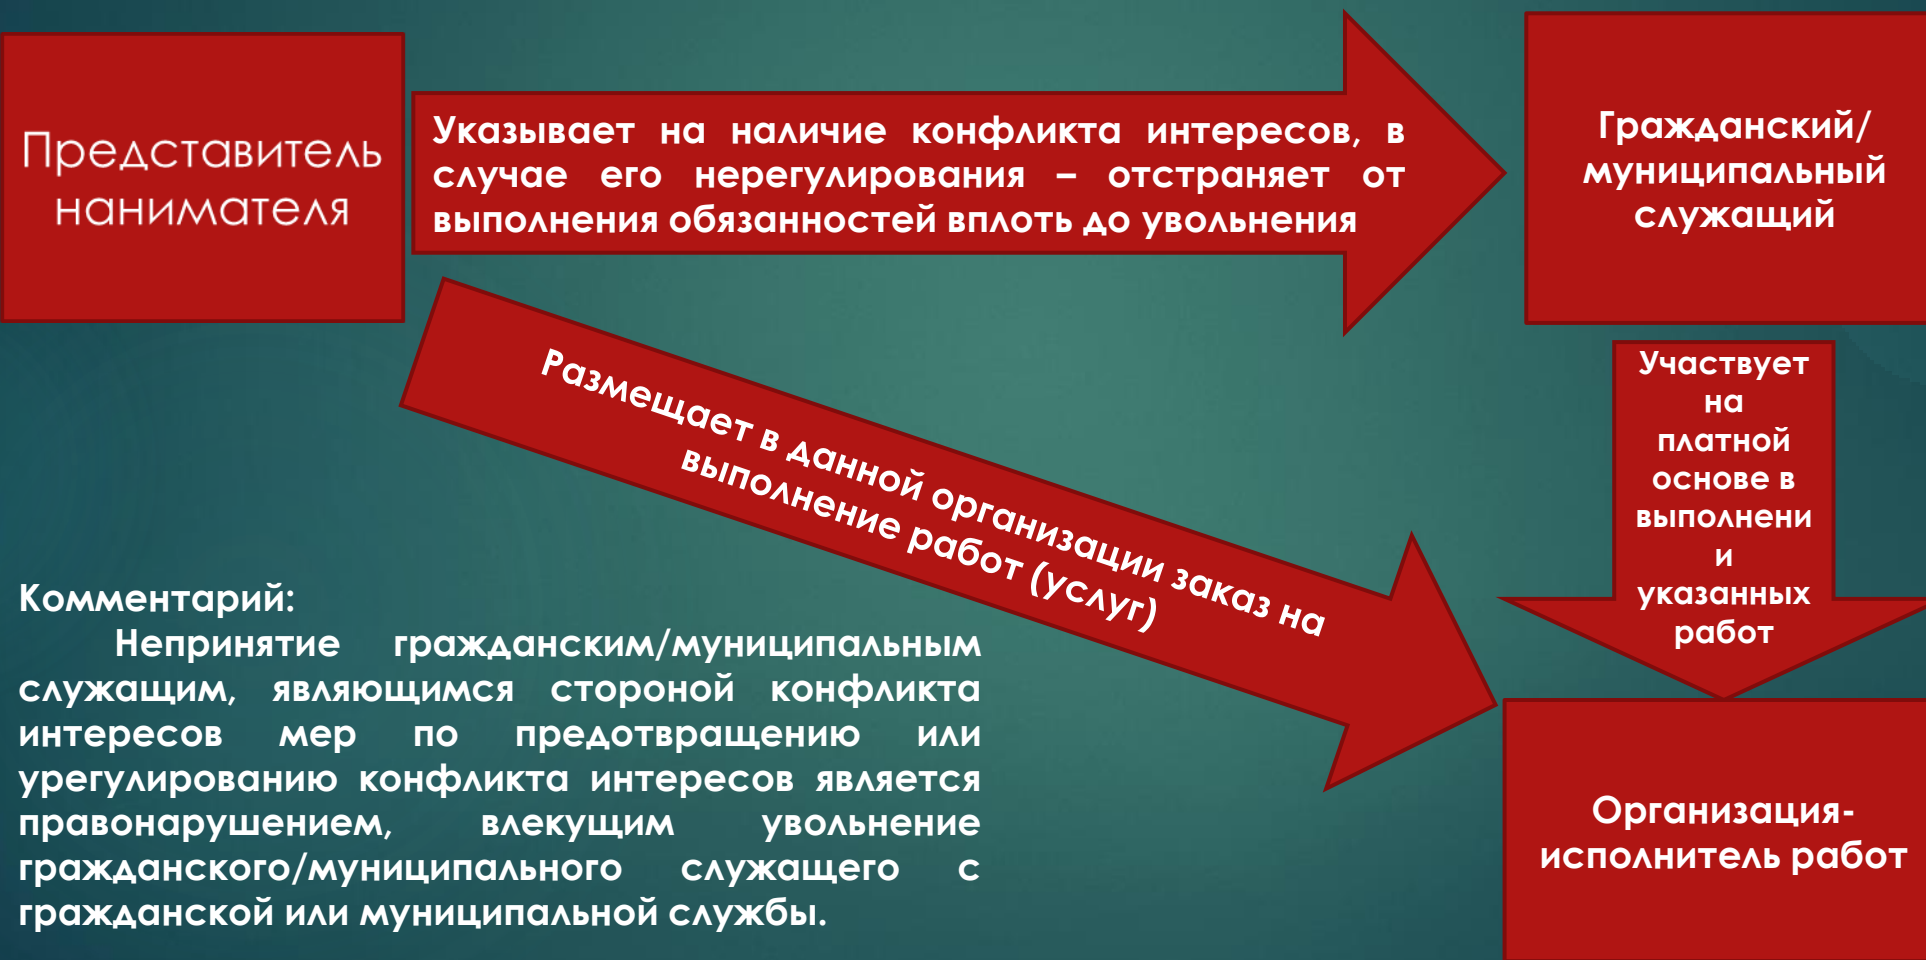 Представитель
нанимателя
Указывает на наличие конфликта интересов, в
случае его нерегулирования – отстраняет от
выполнения обязанностей вплоть до увольнения
Гражданский/
муниципальный
служащий
Размещает в данной организации заказ на
выполнение работ (услуг)
Участвует
на
платной
основе в
выполнени
и
указанных
работ
Комментарий:
Непринятие гражданским/муниципальным
служащим, являющимся стороной конфликта
интересов мер по предотвращению или
урегулированию конфликта интересов является
правонарушением, влекущим увольнение
гражданского/муниципального служащего с
гражданской или муниципальной службы.
Организация-
исполнитель работ